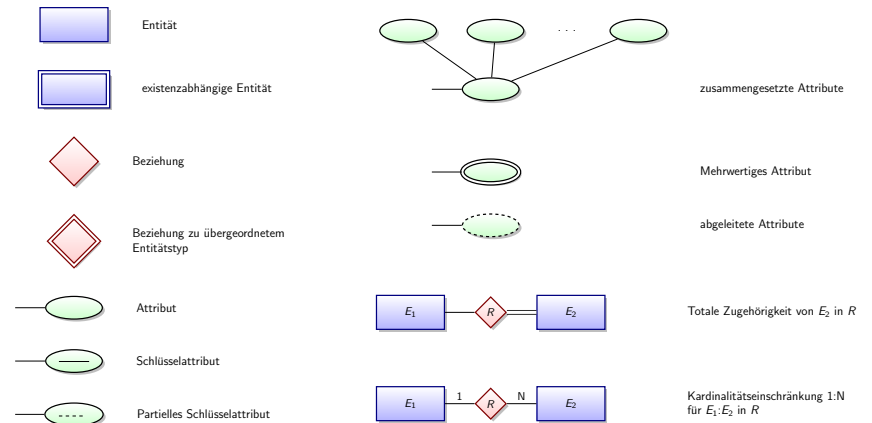 Entität
existenzabhängige Entität
Beziehung
Beziehung zu übergeordnetem
Entitätstyp
Attribut
Schlüsselattribut
Partielles Schlüsselattribut
. . .
zusammengesetzte Attribute
Mehrwertiges Attribut
abgeleitete Attribute
E₁ R E₂
Totale Zugehörigkeit von E₂ in R
E₁ 1 R N E₂
Kardinalitätseinschränkung 1:N
für E₁:E₂ in R